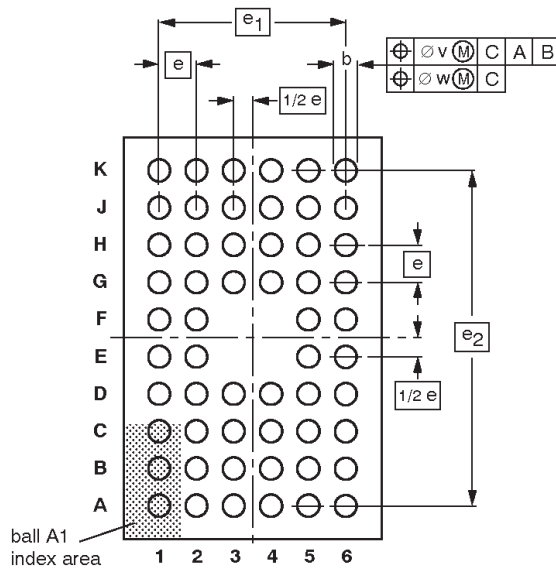 e1
e
b
⌖ ⌀ v Ⓜ C A B
⌖ ⌀ w Ⓜ C
1/2 e
K
J
H
e
G
F
e2
E
D
1/2 e
C
B
A
ball A1
index area
1 2 3 4 5 6